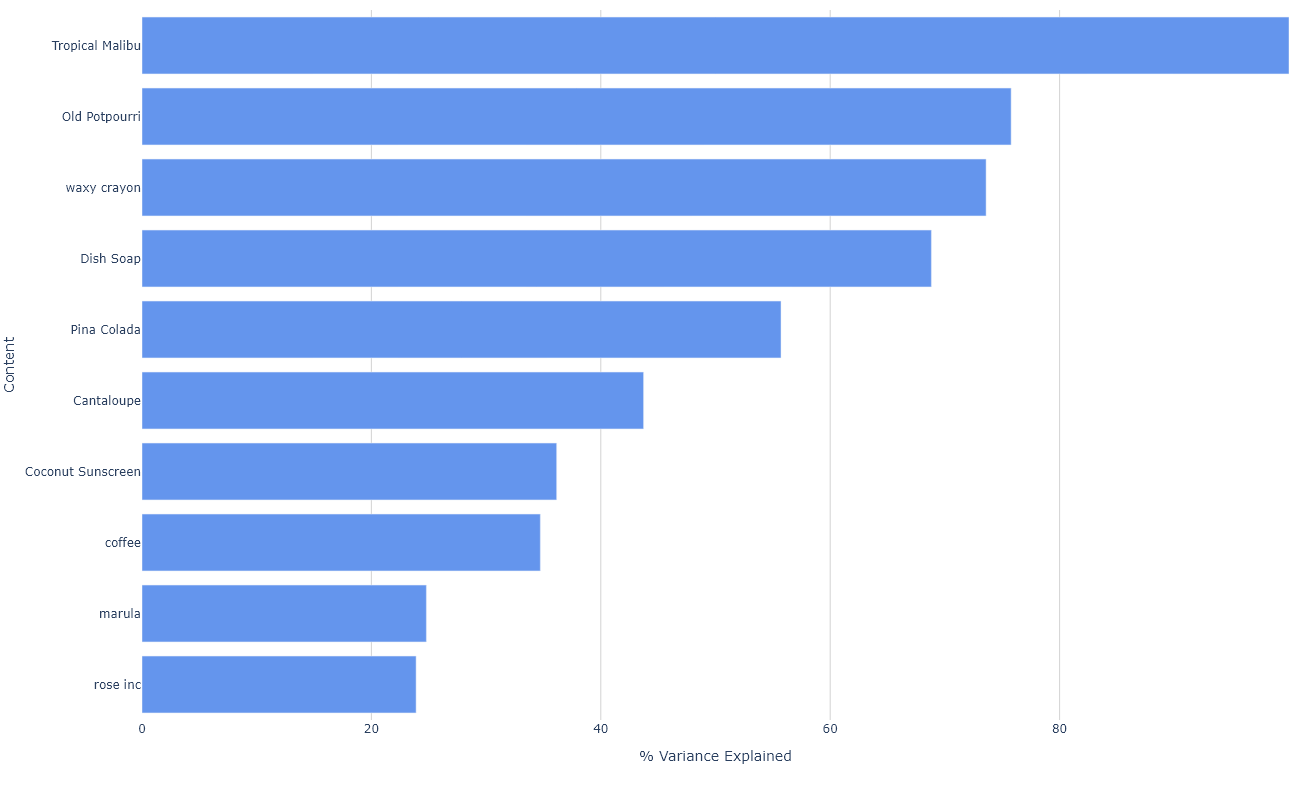 Tropical Malibu
Old Potpourri
waxy crayon
Dish Soap
Pina Colada
Cantaloupe
Coconut Sunscreen
coffee
marula
rose inc
Content
0 20 40 60 80
% Variance Explained